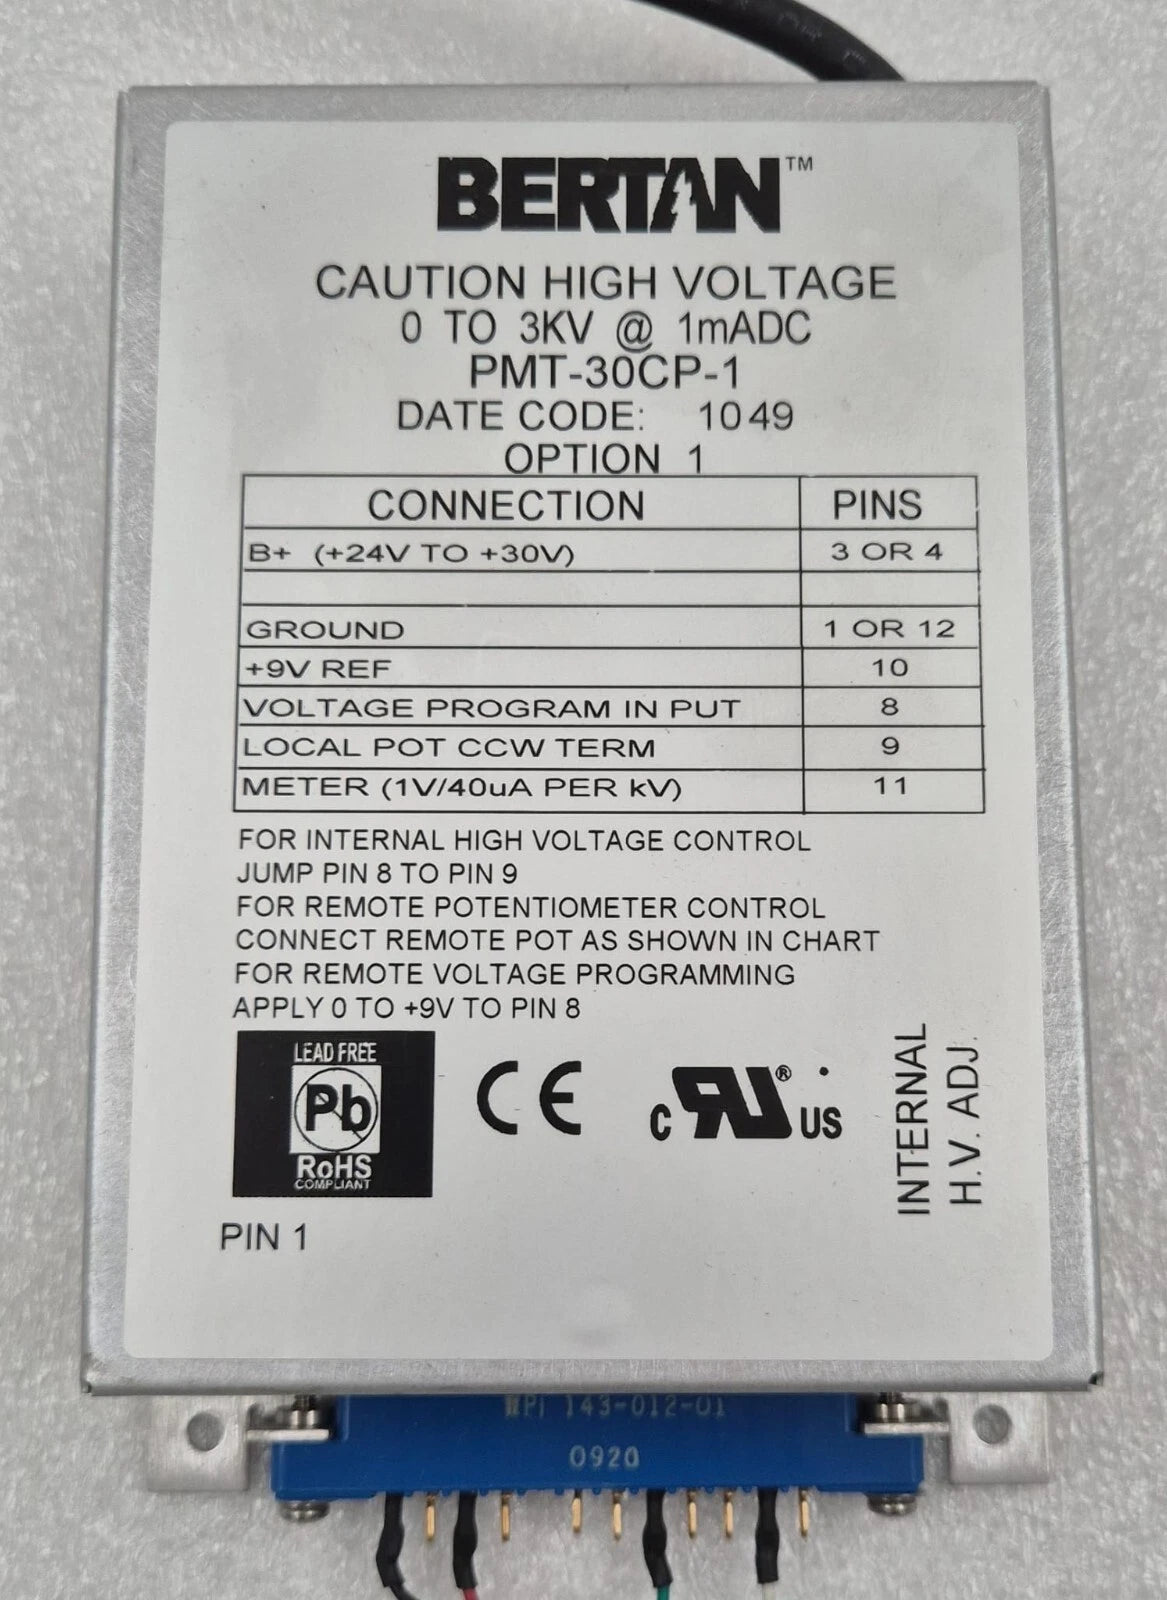 BERTAN™
CAUTION HIGH VOLTAGE
0 TO 3KV @ 1mADC
PMT-30CP-1
DATE CODE: 1049
OPTION 1
CONNECTION PINS
B+ (+24V TO +30V) 3 OR 4
GROUND 1 OR 12
+9V REF 10
VOLTAGE PROGRAM IN PUT 8
LOCAL POT CCW TERM 9
METER (1V/40uA PER kV) 11
FOR INTERNAL HIGH VOLTAGE CONTROL
JUMP PIN 8 TO PIN 9
FOR REMOTE POTENTIOMETER CONTROL
CONNECT REMOTE POT AS SHOWN IN CHART
FOR REMOTE VOLTAGE PROGRAMMING
APPLY 0 TO +9V TO PIN 8
LEAD FREE
Pb
RoHS
COMPLIANT
CE
c RU® US
INTERNAL
H.V. ADJ.
PIN 1
WPi 143-012-01
0920